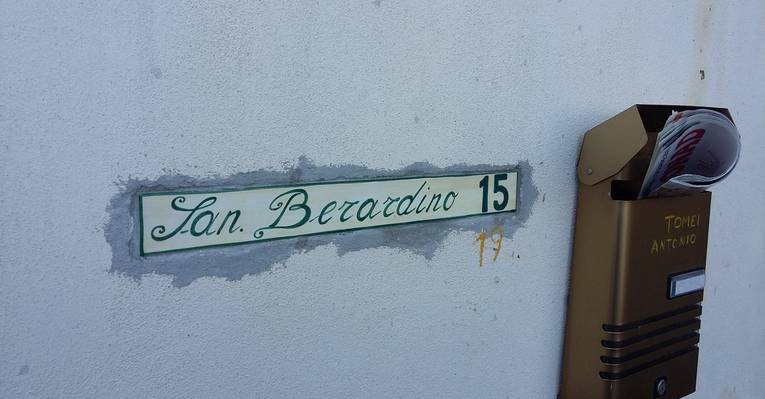 San. Berardino 15
19
TOMEI
ANTONIO